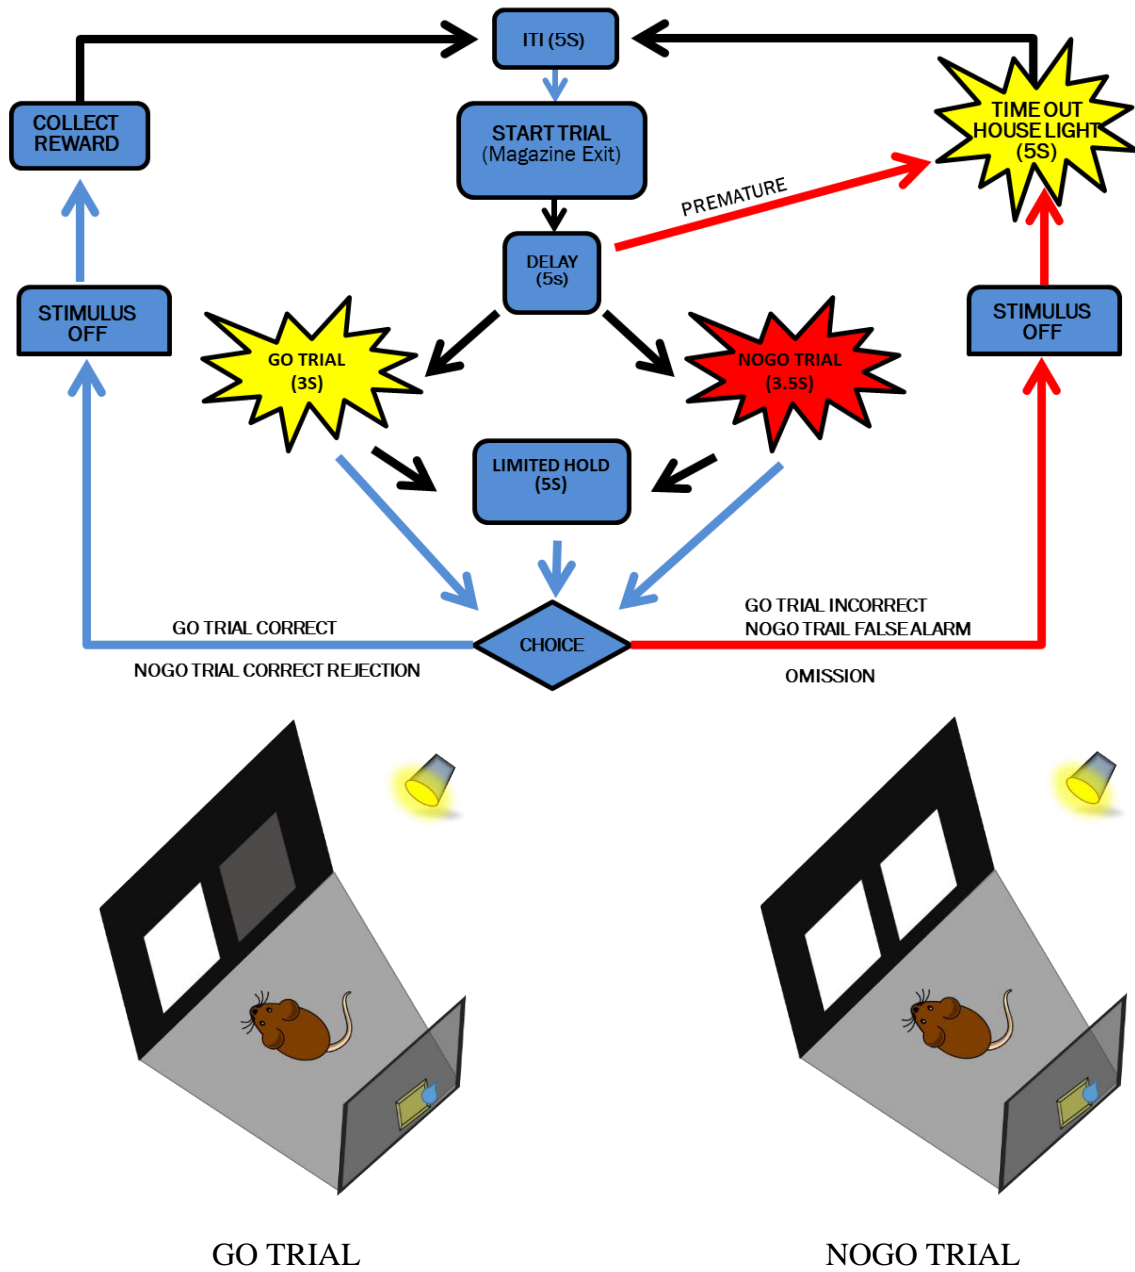 ITI (5S)
COLLECT
REWARD
START TRIAL
(Magazine Exit)
TIME OUT
HOUSE LIGHT
(5S)
PREMATURE
DELAY
(5s)
STIMULUS
OFF
GO TRIAL
(3S)
NOGO TRIAL
(3.5S)
STIMULUS
OFF
LIMITED HOLD
(5S)
GO TRIAL CORRECT
NOGO TRIAL CORRECT REJECTION
CHOICE
GO TRIAL INCORRECT
NOGO TRAIL FALSE ALARM
OMISSION
GO TRIAL
NOGO TRIAL